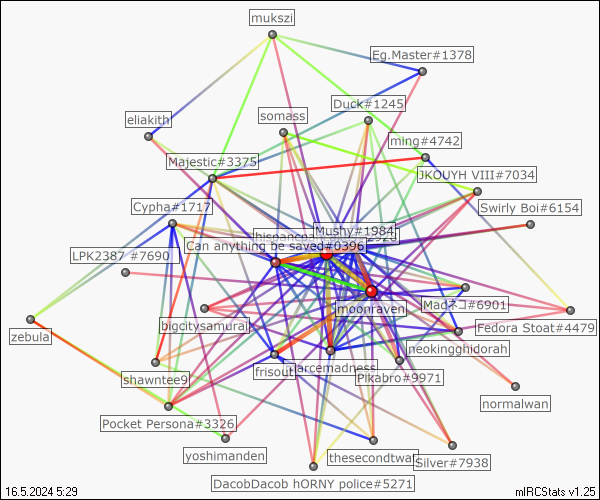 mukszi
Eg.Master#1378
Duck#1245
somass
eliakith
ming#4742
Majestic#3375
JKOUYH VIII#7034
Cypha#1717
Swirly Boi#6154
Mushy#1984
Can anything be saved#0396
LPK2387 #7690
moonraven
Madネコ#6901
bigcitysamurai
Fedora Stoat#4479
zebula
neokingghidorah
marcemadness
frisout
shawntee9
Pikabro#9971
normalwan
Pocket Persona#3326
yoshimanden
thesecondtwar
Silver#7938
DacobDacob hORNY police#5271
16.5.2024 5:29
mIRCStats v1.25